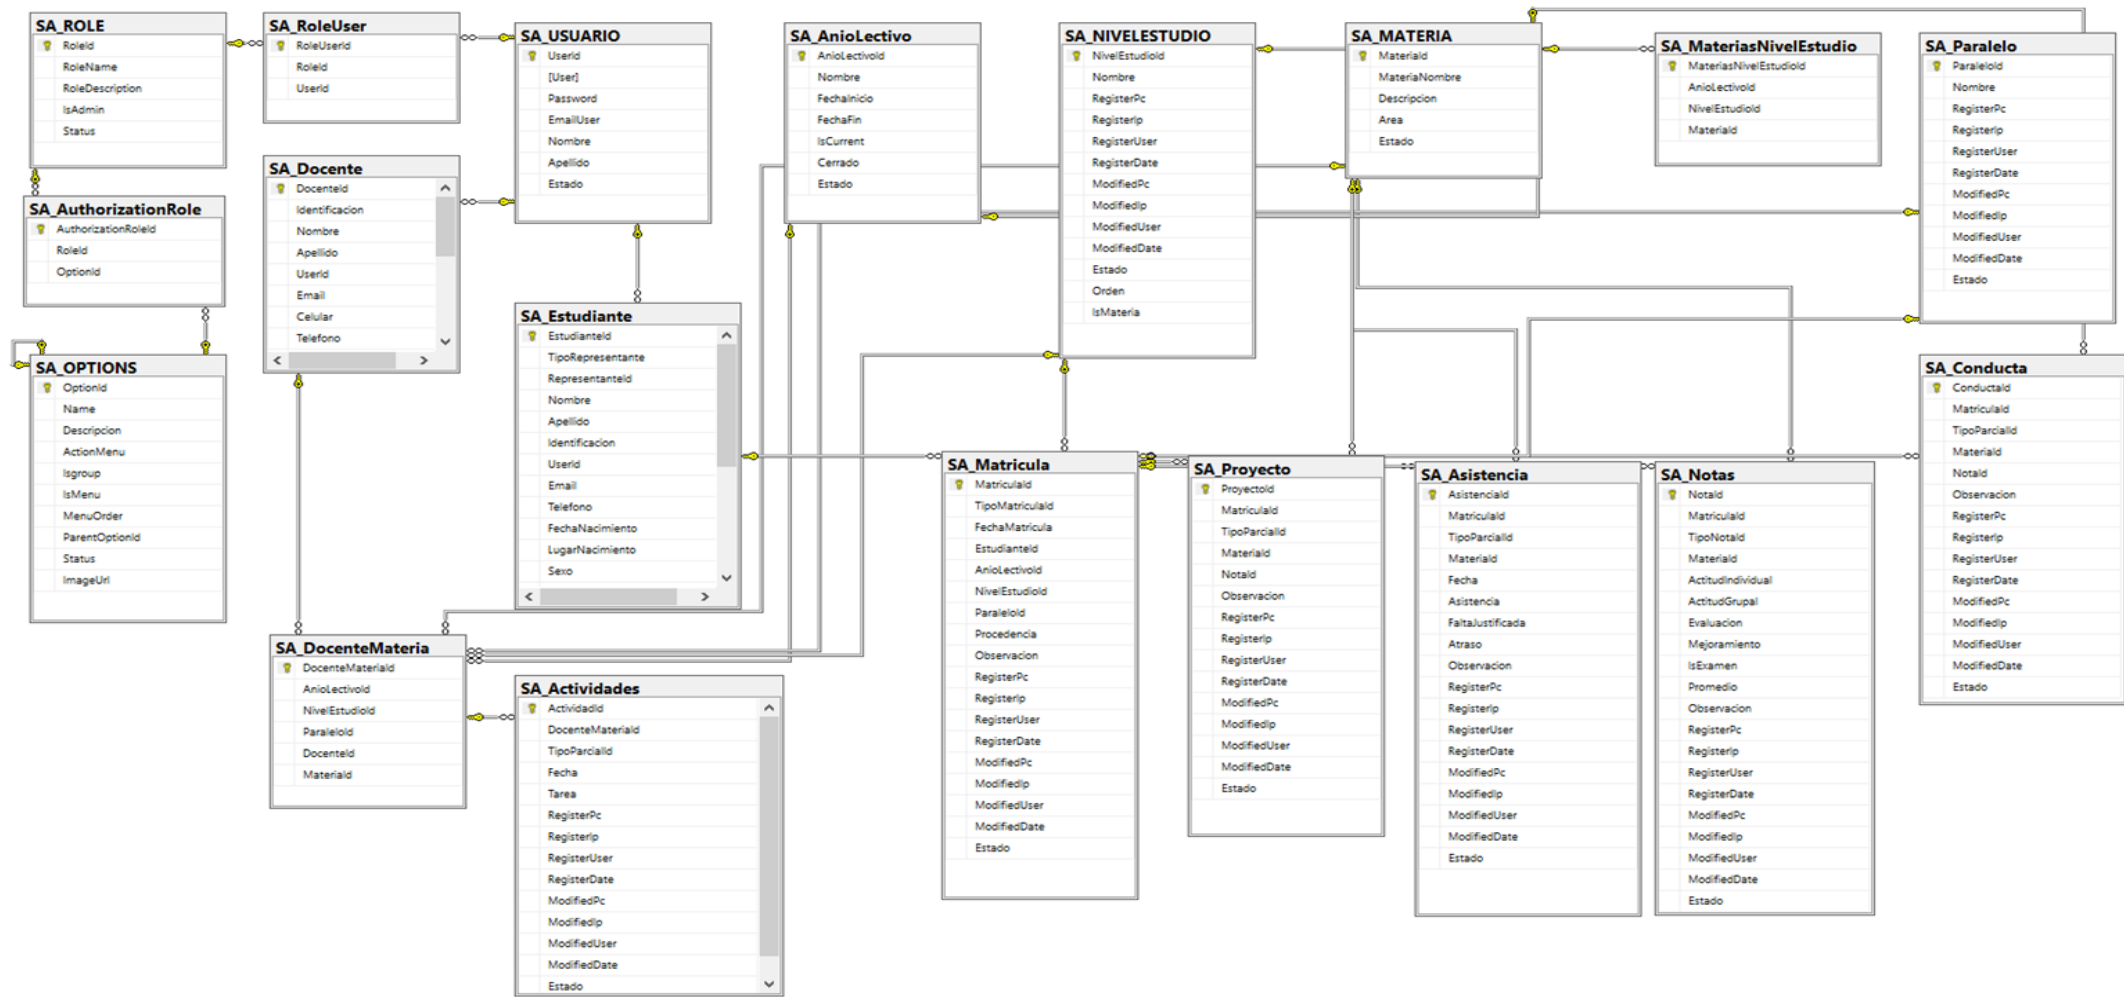 SA_ROLE
RoleId
RoleName
RoleDescription
IsAdmin
Status
SA_RoleUser
RoleUserId
RoleId
UserId
SA_USUARIO
UserId
[User]
Password
EmailUser
Nombre
Apellido
Estado
SA_AnioLectivo
AnioLectivoId
Nombre
FechaInicio
FechaFin
IsCurrent
Cerrado
Estado
SA_NIVELESTUDIO
NivelEstudioId
Nombre
RegisterPc
RegisterIp
RegisterUser
RegisterDate
ModifiedPc
ModifiedIp
ModifiedUser
ModifiedDate
Estado
Orden
IsMateria
SA_MATERIA
MateriaId
MateriaNombre
Descripcion
Area
Estado
SA_MateriasNivelEstudio
MateriasNivelEstudioId
AnioLectivoId
NivelEstudioId
MateriaId
SA_Paralelo
ParaleloId
Nombre
RegisterPc
RegisterIp
RegisterUser
RegisterDate
ModifiedPc
ModifiedIp
ModifiedUser
ModifiedDate
Estado
SA_Docente
DocenteId
Identificacion
Nombre
Apellido
UserId
Email
Celular
Telefono
SA_AuthorizationRole
AuthorizationRoleId
RoleId
OptionId
SA_Estudiante
EstudianteId
TipoRepresentante
RepresentanteId
Nombre
Apellido
Identificacion
UserId
Email
Telefono
FechaNacimiento
LugarNacimiento
Sexo
SA_OPTIONS
OptionId
Name
Descripcion
ActionMenu
Isgroup
IsMenu
MenuOrder
ParentOptionId
Status
ImageUrl
SA_Conducta
ConductaId
MatriculaId
TipoParcialId
MateriaId
NotaId
Observacion
RegisterPc
RegisterIp
RegisterUser
RegisterDate
ModifiedPc
ModifiedIp
ModifiedUser
ModifiedDate
Estado
SA_Matricula
MatriculaId
TipoMatriculaId
FechaMatricula
EstudianteId
AnioLectivoId
NivelEstudioId
ParaleloId
Procedencia
Observacion
RegisterPc
RegisterIp
RegisterUser
RegisterDate
ModifiedPc
ModifiedIp
ModifiedUser
ModifiedDate
Estado
SA_Proyecto
ProyectoId
MatriculaId
TipoParcialId
MateriaId
NotaId
Observacion
RegisterPc
RegisterIp
RegisterUser
RegisterDate
ModifiedPc
ModifiedIp
ModifiedUser
ModifiedDate
Estado
SA_Asistencia
AsistenciaId
MatriculaId
TipoParcialId
MateriaId
Fecha
Asistencia
FaltaJustificada
Atraso
Observacion
RegisterPc
RegisterIp
RegisterUser
RegisterDate
ModifiedPc
ModifiedIp
ModifiedUser
ModifiedDate
Estado
SA_Notas
NotaId
MatriculaId
TipoNotaId
MateriaId
ActitudIndividual
ActitudGrupal
Evaluacion
Mejoramiento
IsExamen
Promedio
Observacion
RegisterPc
RegisterIp
RegisterUser
RegisterDate
ModifiedPc
ModifiedIp
ModifiedUser
ModifiedDate
Estado
SA_DocenteMateria
DocenteMateriaId
AnioLectivoId
NivelEstudioId
ParaleloId
DocenteId
MateriaId
SA_Actividades
ActividadId
DocenteMateriaId
TipoParcialId
Fecha
Tarea
RegisterPc
RegisterIp
RegisterUser
RegisterDate
ModifiedPc
ModifiedIp
ModifiedUser
ModifiedDate
Estado